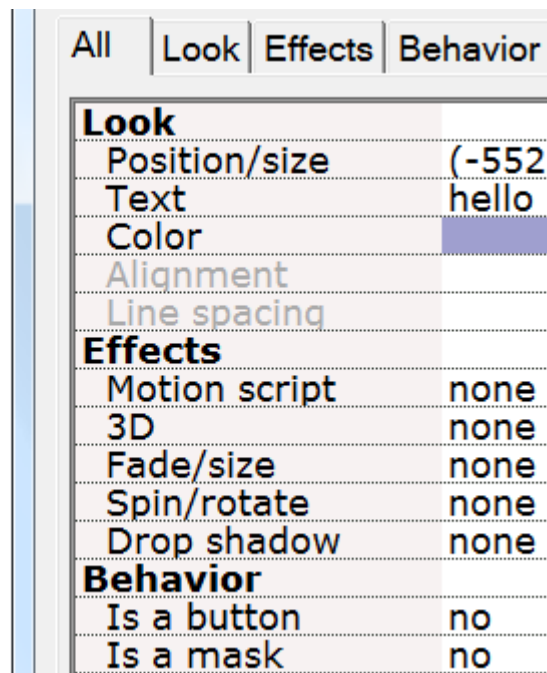 All Look Effects Behavior
Look
Position/size (-552
Text hello
Color
Alignment
Line spacing
Effects
Motion script none
3D none
Fade/size none
Spin/rotate none
Drop shadow none
Behavior
Is a button no
Is a mask no